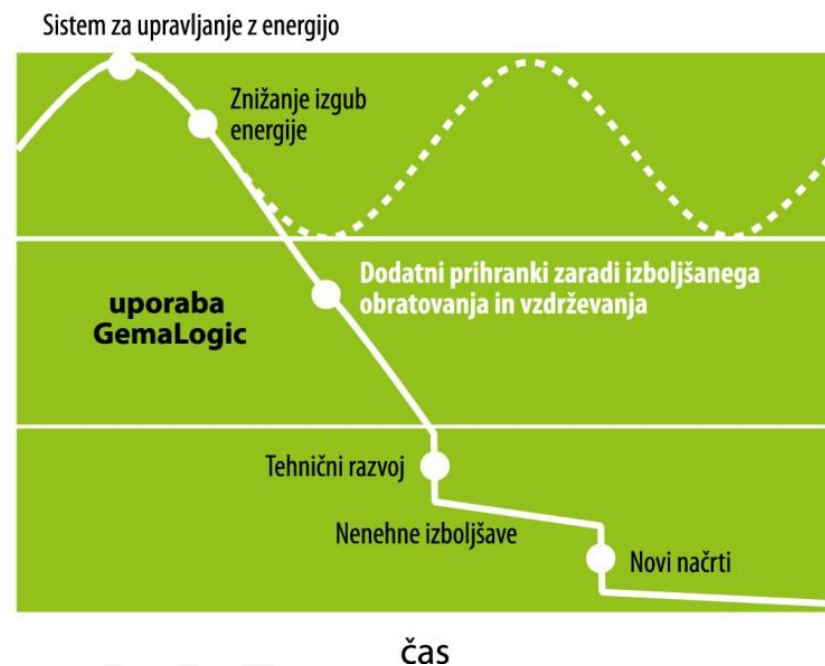 Sistem za upravljanje z energijo
Znižanje izgub
energije
Dodatni prihranki zaradi izboljšanega
obratovanja in vzdrževanja
uporaba
GemaLogic
Tehnični razvoj
Nenehne izboljšave
Novi načrti
čas